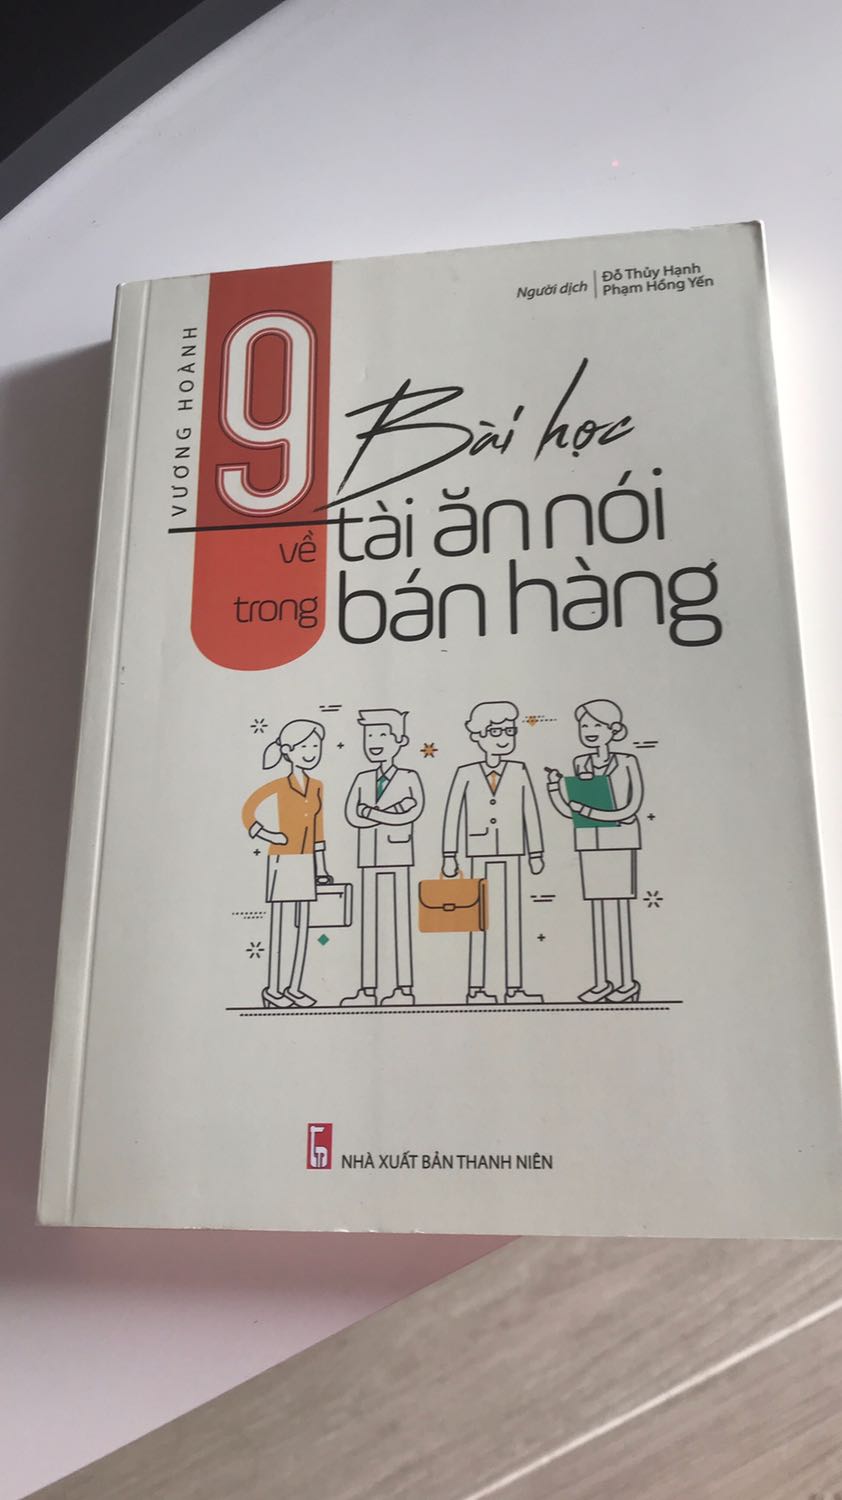 Người dịch
Đỗ Thủy Hạnh
Phạm Hồng Yến
VƯƠNG HOÀNH
9 Bài học
về tài ăn nói
trong bán hàng
NHÀ XUẤT BẢN THANH NIÊN